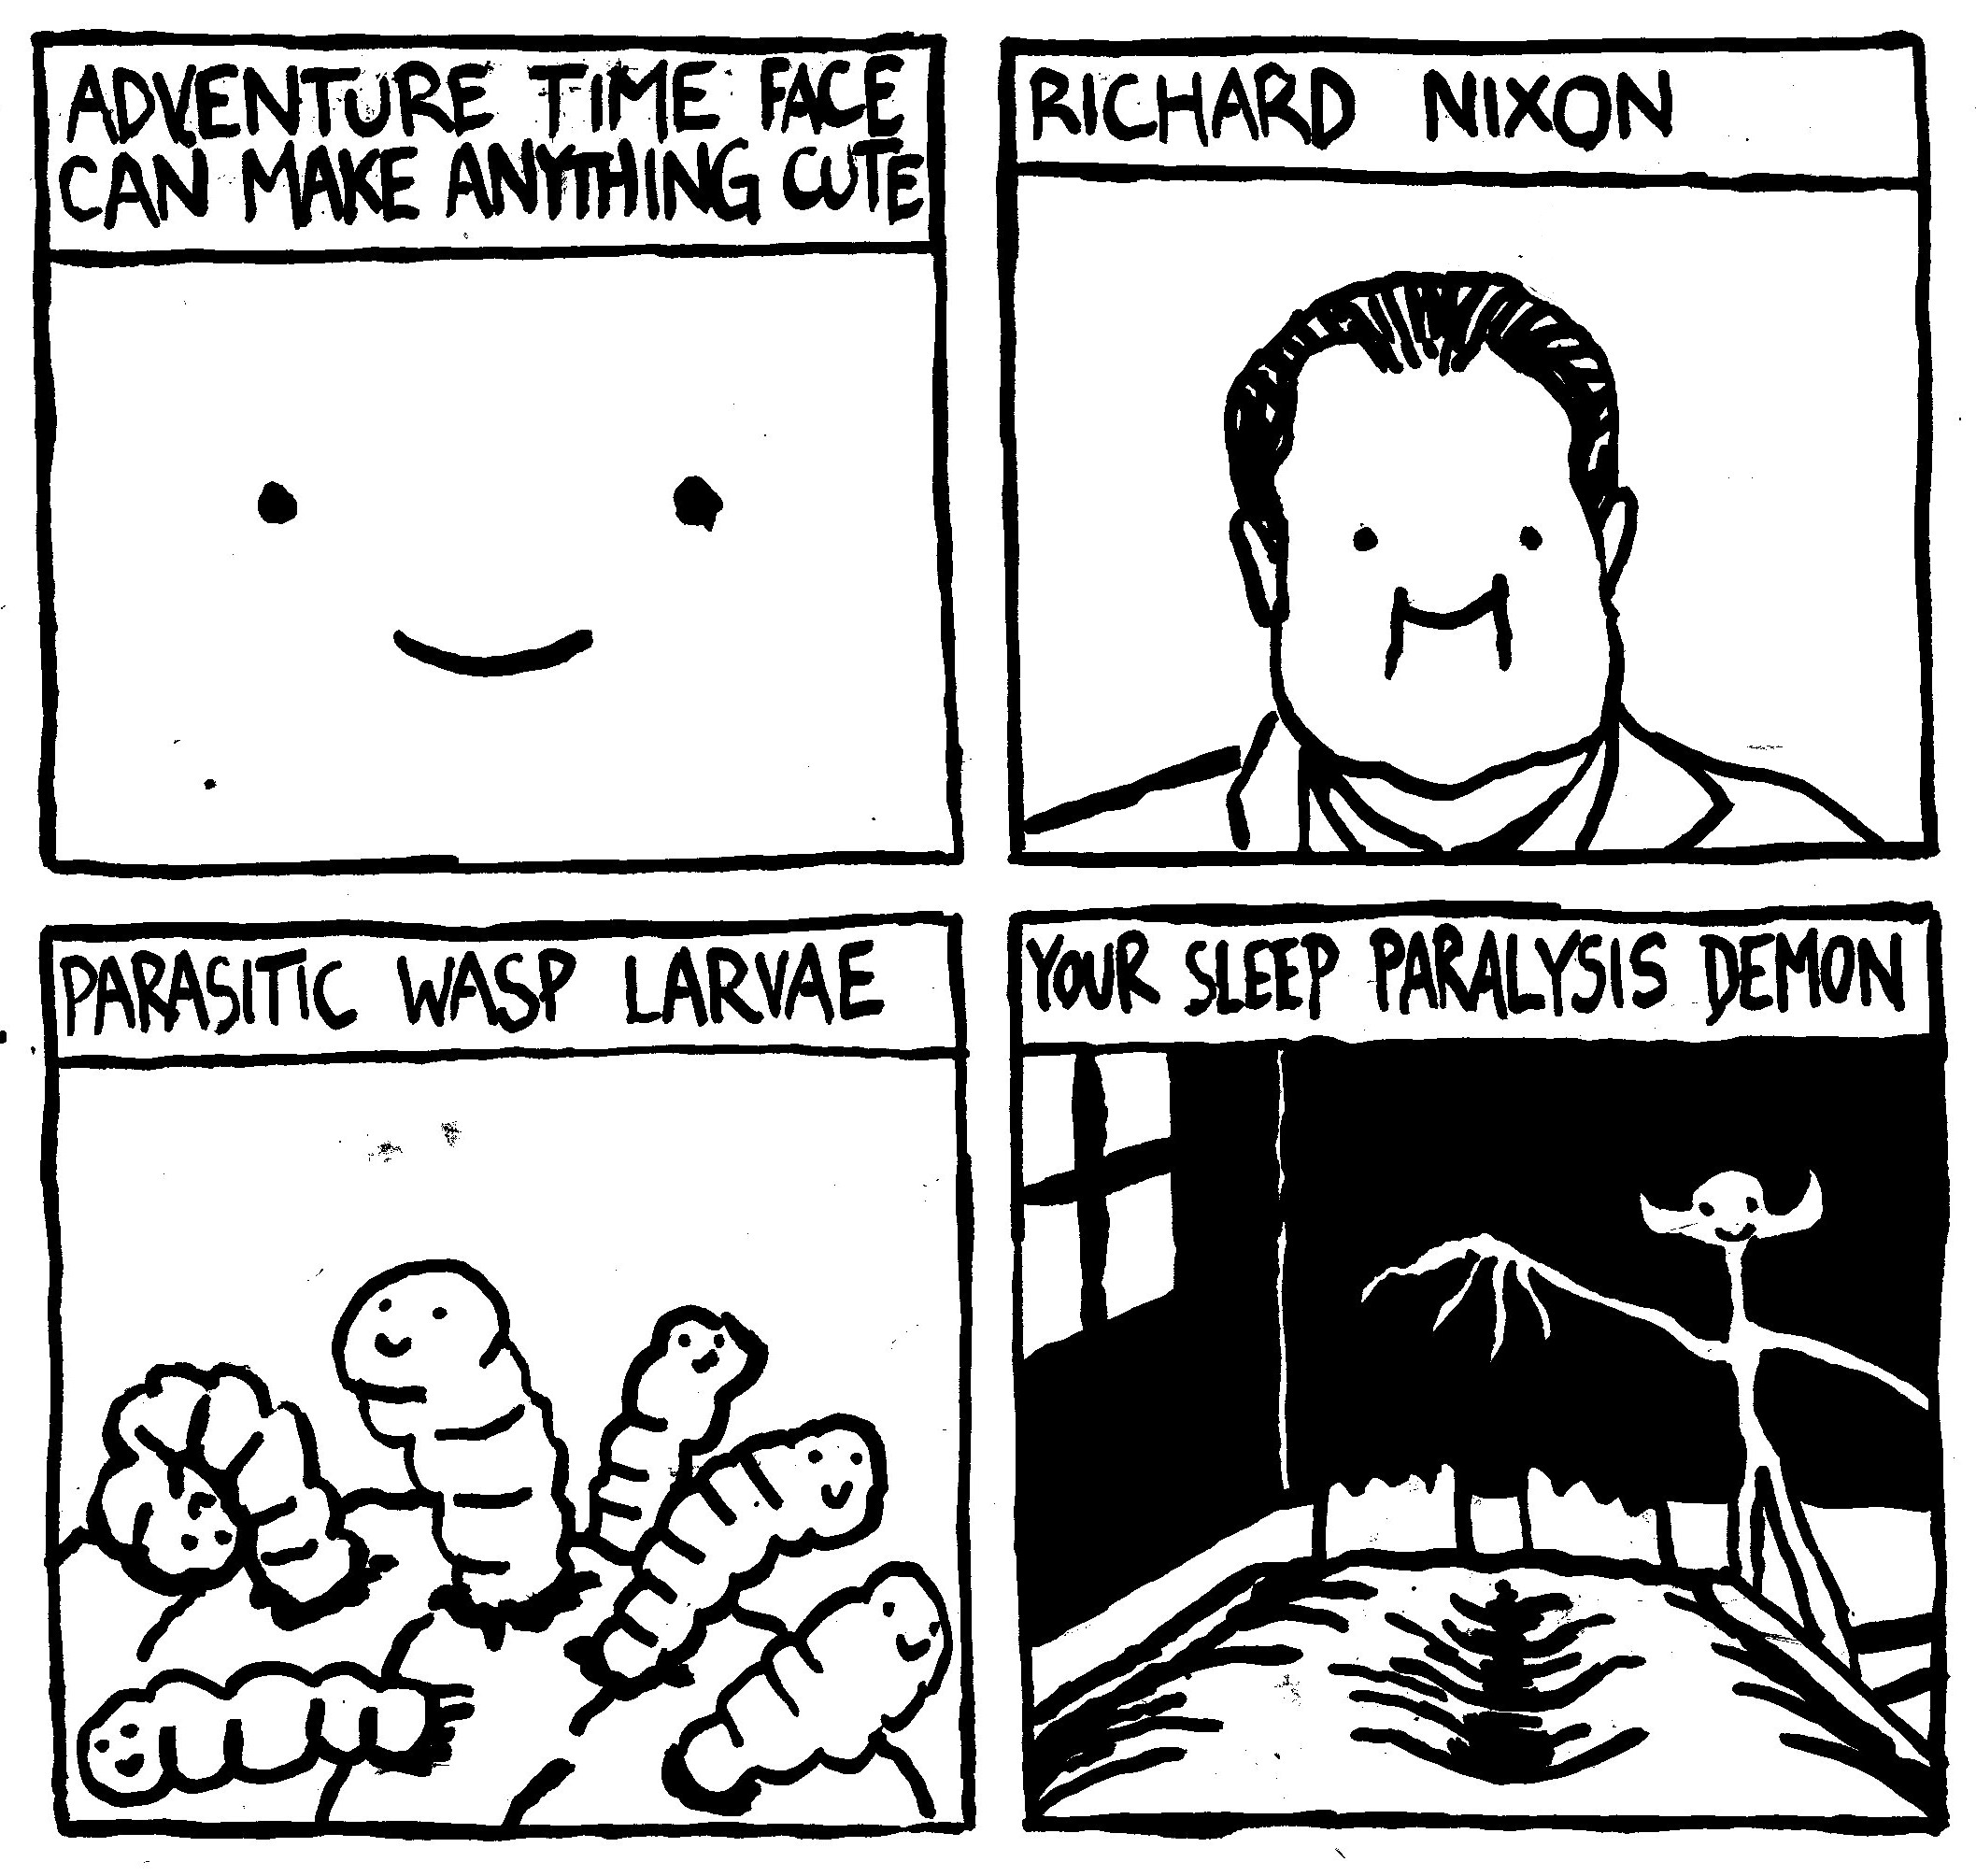 ADVENTURE TIME FACE
CAN MAKE ANYTHING CUTE
RICHARD NIXON
PARASITIC WASP LARVAE
YOUR SLEEP PARALYSIS DEMON